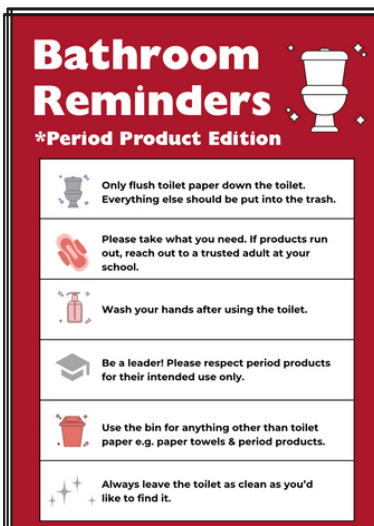 Bathroom
Reminders
*Period Product Edition
Only flush toilet paper down the toilet.
Everything else should be put into the trash.
Please take what you need. If products run
out, reach out to a trusted adult at your
school.
Wash your hands after using the toilet.
Be a leader! Please respect period products
for their intended use only.
Use the bin for anything other than toilet
paper e.g. paper towels & period products.
Always leave the toilet as clean as you’d
like to find it.